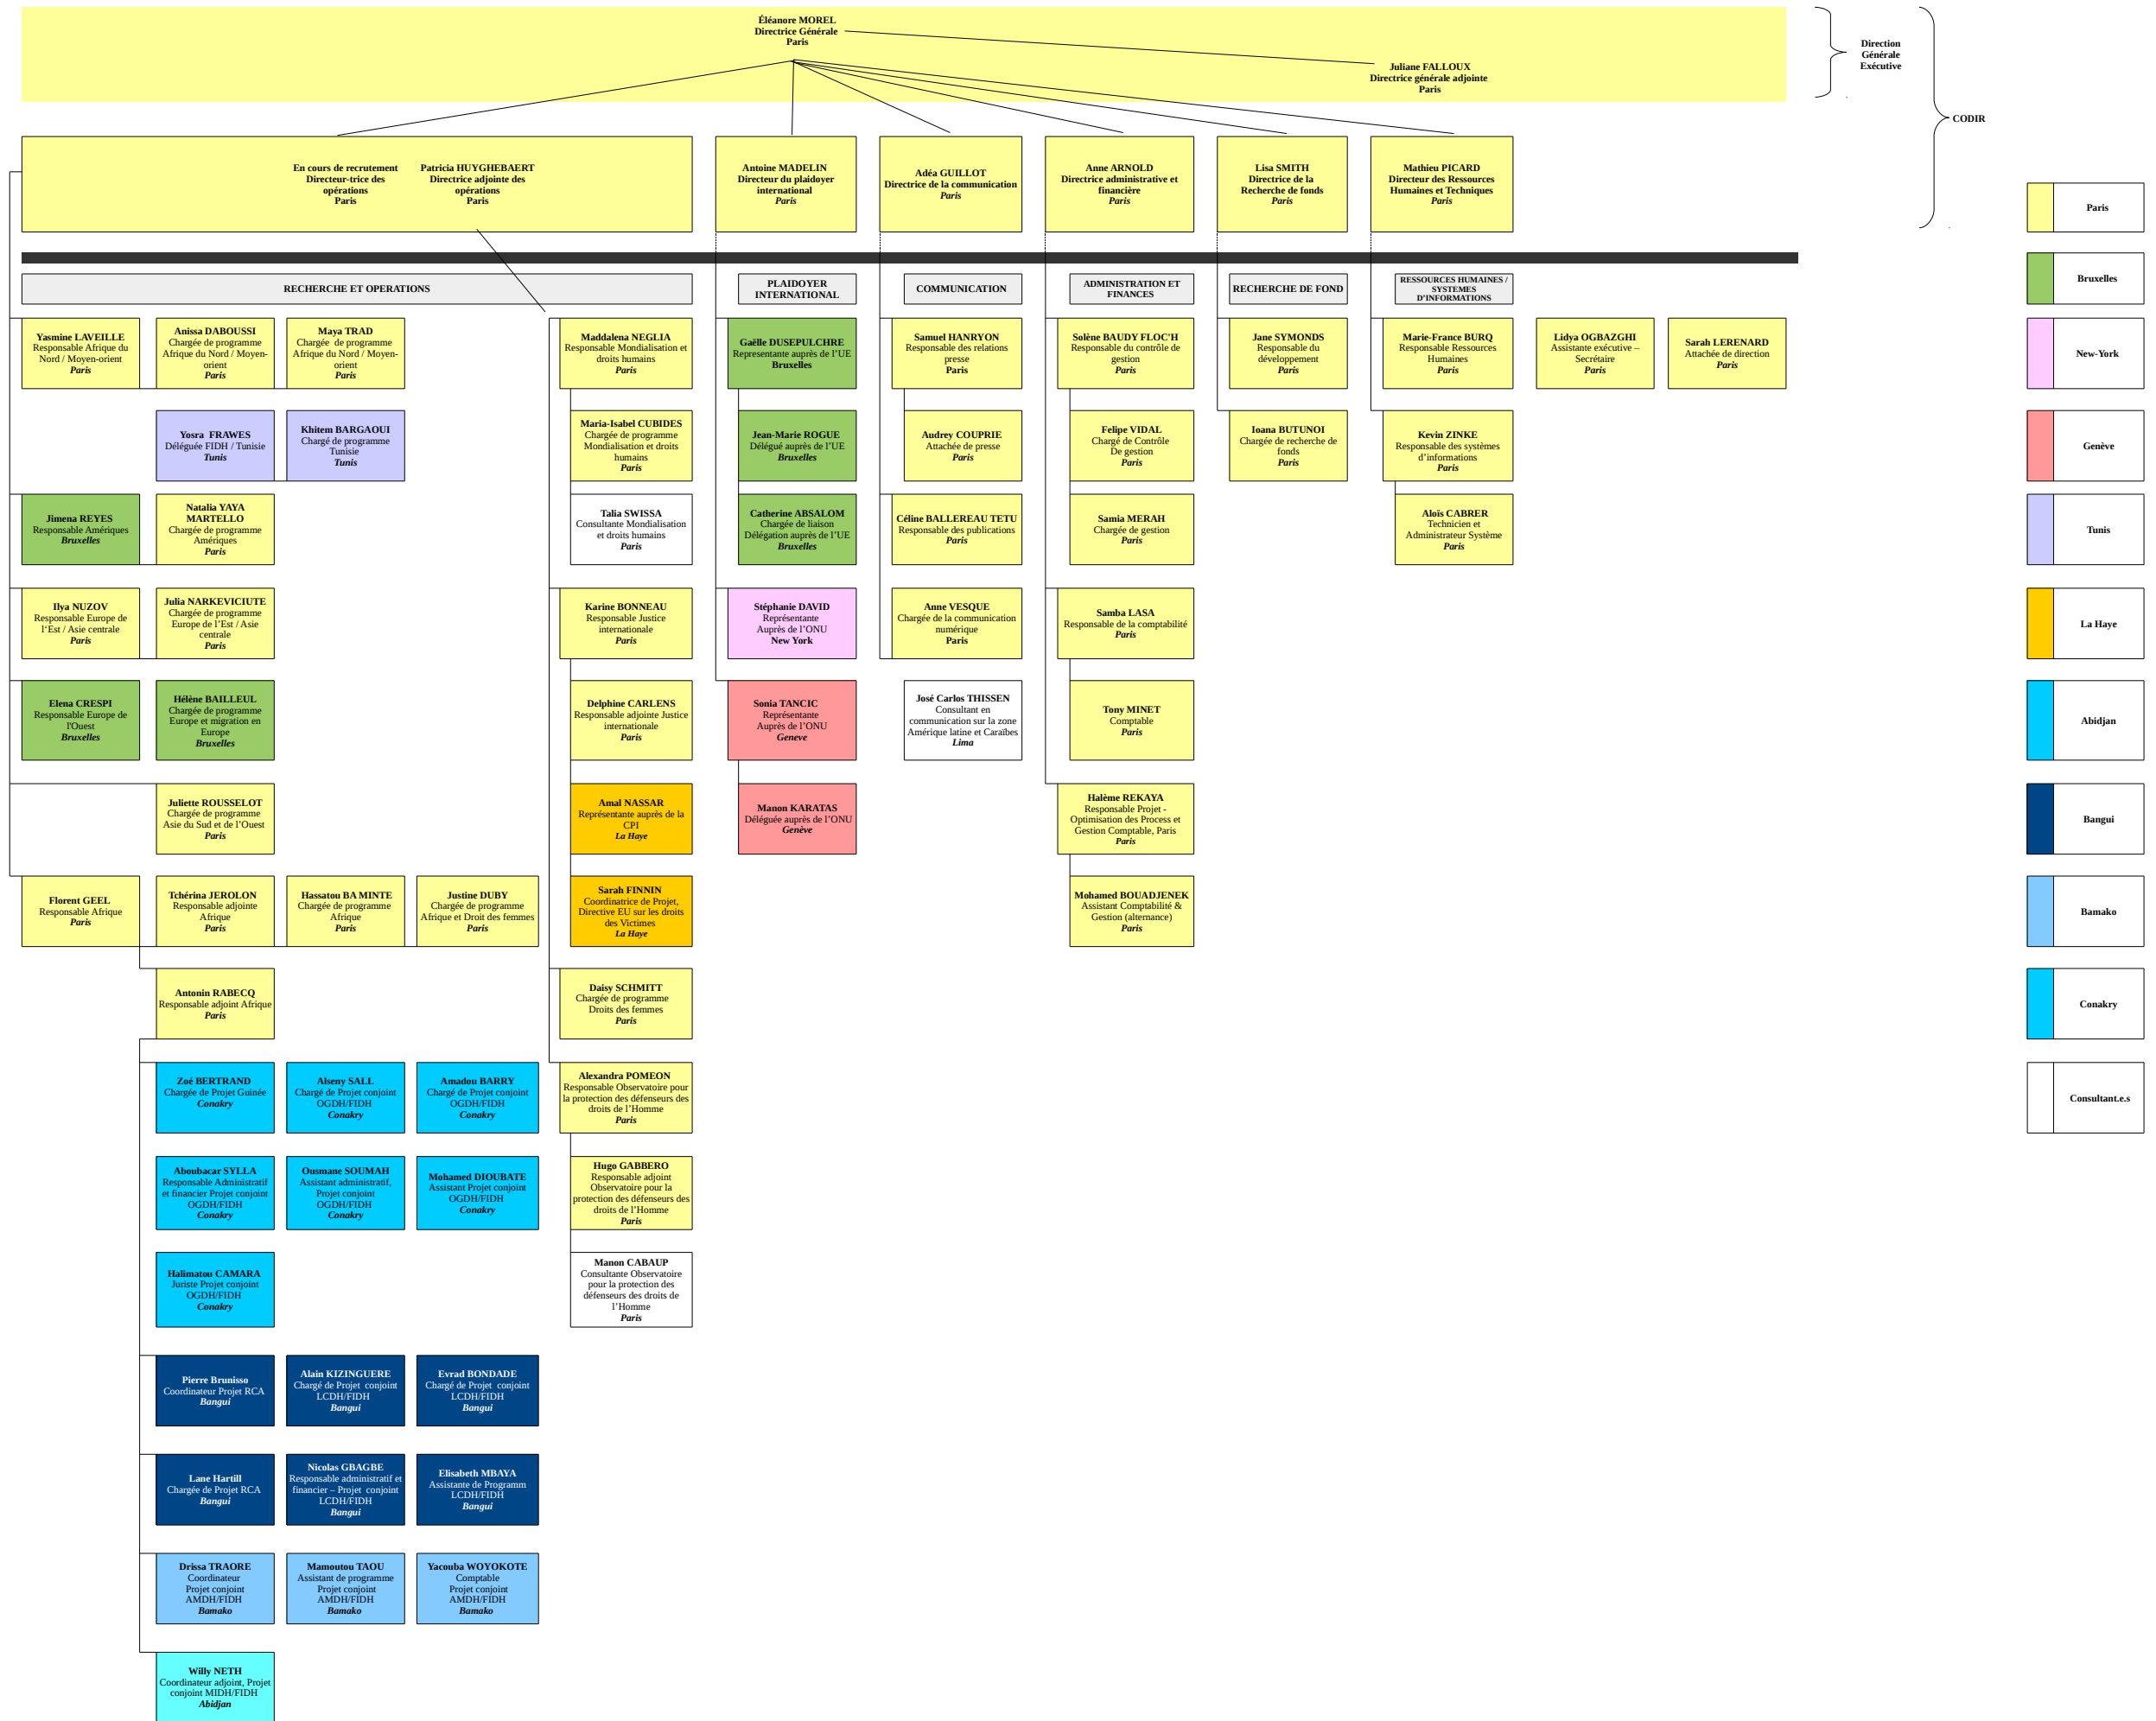 Éléanore MOREL
Directrice Générale
Paris
Juliane FALLOUX
Directrice générale adjointe
Paris
Direction
Générale
Exécutive
CODIR
En cours de recrutement
Directeur-trice des
opérations
Paris
Patricia HUYGHEBAERT
Directrice adjointe des
opérations
Paris
Antoine MADELIN
Directeur du plaidoyer
international
Paris
Adéa GUILLOT
Directrice de la communication
Paris
Anne ARNOLD
Directrice administrative et
financière
Paris
Lisa SMITH
Directrice de la
Recherche de fonds
Paris
Mathieu PICARD
Directeur des Ressources
Humaines et Techniques
Paris
Paris
RECHERCHE ET OPERATIONS
PLAIDOYER
INTERNATIONAL
COMMUNICATION
ADMINISTRATION ET
FINANCES
RECHERCHE DE FOND
RESSOURCES HUMAINES /
SYSTEMES
D'INFORMATIONS
Bruxelles
Yasmine LAVEILLE
Responsable Afrique du
Nord / Moyen-orient
Paris
Anissa DABOUSSI
Chargée de programme
Afrique du Nord / Moyen-
orient
Paris
Maya TRAD
Chargée de programme
Afrique du Nord / Moyen-
orient
Paris
Maddalena NEGLIA
Responsable Mondialisation et
droits humains
Paris
Gaëlle DUSEPULCHRE
Representante auprès de l'UE
Bruxelles
Samuel HANRYON
Responsable des relations
presse
Paris
Solène BAUDY FLOC'H
Responsable du contrôle de
gestion
Paris
Jane SYMONDS
Responsable du
développement
Paris
Marie-France BURQ
Responsable Ressources
Humaines
Paris
Lidya OGBAZGHI
Assistante exécutive –
Secrétaire
Paris
Sarah LERENARD
Attachée de direction
Paris
New-York
Yosra FRAWES
Déléguée FIDH / Tunisie
Tunis
Khitem BARGAOUI
Chargé de programme
Tunisie
Tunis
Maria-Isabel CUBIDES
Chargée de programme
Mondialisation et droits
humains
Paris
Jean-Marie ROGUE
Délégué auprès de l'UE
Bruxelles
Audrey COUPRIE
Attachée de presse
Paris
Felipe VIDAL
Chargé de Contrôle
De gestion
Paris
Ioana BUTUNOI
Chargée de recherche de
fonds
Paris
Kevin ZINKE
Responsable des systèmes
d'informations
Paris
Genève
Jimena REYES
Responsable Amériques
Bruxelles
Natalia YAYA
MARTELLO
Chargée de programme
Amériques
Paris
Talia SWISSA
Consultante Mondialisation
et droits humains
Paris
Catherine ABSALOM
Chargée de liaison
Délégation auprès de l'UE
Bruxelles
Céline BALLEREAU TETU
Responsable des publications
Paris
Samia MERAH
Chargée de gestion
Paris
Aloïs CABRER
Technicien et
Administrateur Système
Paris
Tunis
Ilya NUZOV
Responsable Europe de
l'Est / Asie centrale
Paris
Julia NARKEVICIUTE
Chargée de programme
Europe de l'Est / Asie
centrale
Paris
Karine BONNEAU
Responsable Justice
internationale
Paris
Stéphanie DAVID
Représentante
Auprès de l'ONU
New York
Anne VESQUE
Chargée de la communication
numérique
Paris
Samba LASA
Responsable de la comptabilité
Paris
La Haye
Elena CRESPI
Responsable Europe de
l'Ouest
Bruxelles
Hélène BAILLEUL
Chargée de programme
Europe et migration en
Europe
Bruxelles
Delphine CARLENS
Responsable adjointe Justice
internationale
Paris
Sonia TANCIC
Représentante
Auprès de l'ONU
Geneve
José Carlos THISSEN
Consultant en
communication sur la zone
Amérique latine et Caraïbes
Lima
Tony MINET
Comptable
Paris
Abidjan
Juliette ROUSSELOT
Chargée de programme
Asie du Sud et de l'Ouest
Paris
Amal NASSAR
Représentante auprès de la
CPI
La Haye
Manon KARATAS
Déléguée auprès de l'ONU
Genève
Halème REKAYA
Responsable Projet -
Optimisation des Process et
Gestion Comptable, Paris
Paris
Bangui
Florent GEEL
Responsable Afrique
Paris
Tchérina JEROLON
Responsable adjointe
Afrique
Paris
Hassatou BA MINTE
Chargée de programme
Afrique
Paris
Justine DUBY
Chargée de programme
Afrique et Droit des femmes
Paris
Sarah FINNIN
Coordinatrice de Projet,
Directive EU sur les droits
des Victimes
La Haye
Mohamed BOUADJENEK
Assistant Comptabilité &
Gestion (alternance)
Paris
Bamako
Antonin RABECQ
Responsable adjoint Afrique
Paris
Daisy SCHMITT
Chargée de programme
Droits des femmes
Paris
Conakry
Zoé BERTRAND
Chargée de Projet Guinée
Conakry
Alseny SALL
Chargé de Projet conjoint
OGDH/FIDH
Conakry
Amadou BARRY
Chargé de Projet conjoint
OGDH/FIDH
Conakry
Alexandra POMEON
Responsable Observatoire pour
la protection des défenseurs des
droits de l'Homme
Paris
Consultant.e.s
Aboubacar SYLLA
Responsable Administratif
et financier Projet conjoint
OGDH/FIDH
Conakry
Ousmane SOUMAH
Assistant administratif,
Projet conjoint
OGDH/FIDH
Conakry
Mohamed DIOUBATE
Assistant Projet conjoint
OGDH/FIDH
Conakry
Hugo GABBERO
Responsable adjoint
Observatoire pour la
protection des défenseurs des
droits de l'Homme
Paris
Halimatou CAMARA
Juriste Projet conjoint
OGDH/FIDH
Conakry
Manon CABAUP
Consultante Observatoire
pour la protection des
défenseurs des droits de
l'Homme
Paris
Pierre Brunisso
Coordinateur Projet RCA
Bangui
Alain KIZINGUERE
Chargé de Projet conjoint
LCDH/FIDH
Bangui
Evrad BONDADE
Chargé de Projet conjoint
LCDH/FIDH
Bangui
Lane Hartill
Chargée de Projet RCA
Bangui
Nicolas GBAGBE
Responsable administratif et
financier – Projet conjoint
LCDH/FIDH
Bangui
Elisabeth MBAYA
Assistante de Programm
LCDH/FIDH
Bangui
Drissa TRAORE
Coordinateur
Projet conjoint
AMDH/FIDH
Bamako
Mamoutou TAOU
Assistant de programme
Projet conjoint
AMDH/FIDH
Bamako
Yacouba WOYOKOTE
Comptable
Projet conjoint
AMDH/FIDH
Bamako
Willy NETH
Coordinateur adjoint, Projet
conjoint MIDH/FIDH
Abidjan